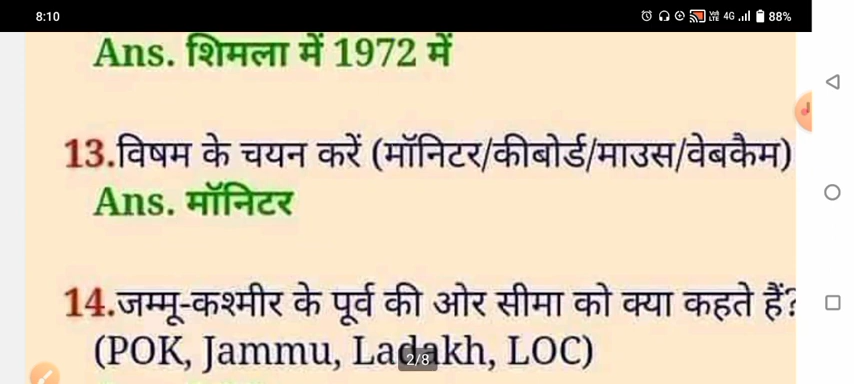 8:10 4G 88%
Ans. शिमला में 1972 में
13.विषम के चयन करें (मॉनिटर/कीबोर्ड/माउस/वेबकैम)
Ans. मॉनिटर
14.जम्मू-कश्मीर के पूर्व की ओर सीमा को क्या कहते हैं?
(POK, Jammu, Ladakh, LOC)
2/8